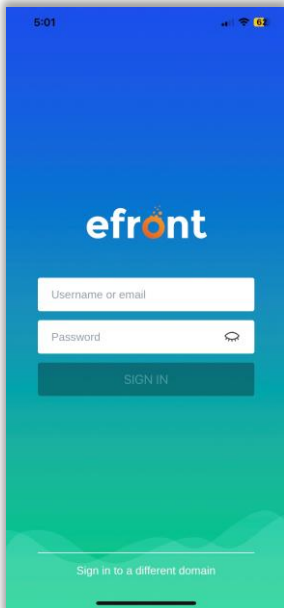 5:01
62
efront
Username or email
Password
SIGN IN
Sign in to a different domain